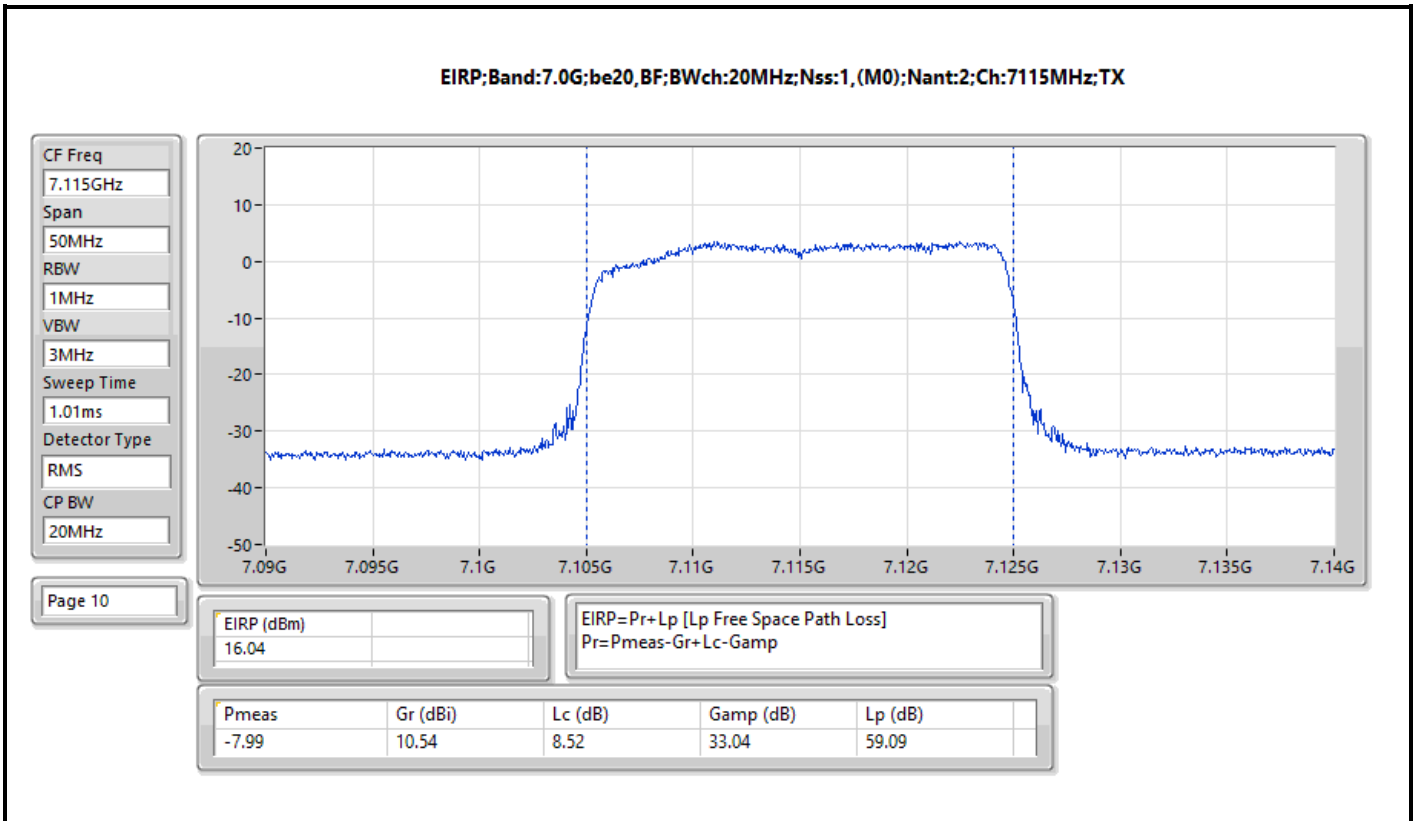 EIRP;Band:7.0G;be20,BF;BWch:20MHz;Nss:1,(M0);Nant:2;Ch:7115MHz;TX
CF Freq
7.115GHz
Span
50MHz
RBW
1MHz
VBW
3MHz
Sweep Time
1.01ms
Detector Type
RMS
CP BW
20MHz
Page 10
20
10
0
-10
-20
-30
-40
-50
7.09G 7.095G 7.1G 7.105G 7.11G 7.115G 7.12G 7.125G 7.13G 7.135G 7.14G
EIRP (dBm)
16.04
EIRP=Pr+Lp [Lp Free Space Path Loss]
Pr=Pmeas-Gr+Lc-Gamp
Pmeas Gr (dBi) Lc (dB) Gamp (dB) Lp (dB)
-7.99 10.54 8.52 33.04 59.09